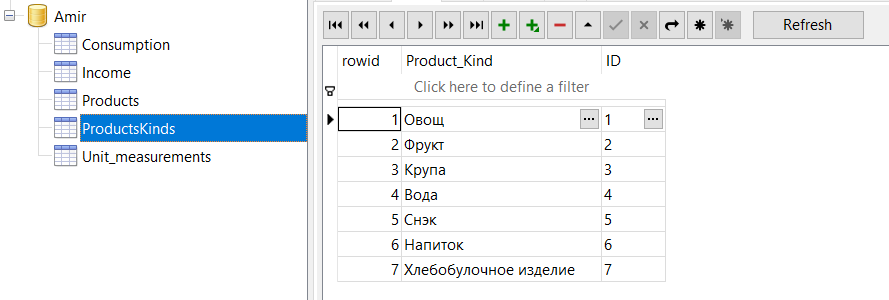 Amir
Consumption
Income
Products
ProductsKinds
Unit_measurements
Refresh
rowid Product_Kind ID
Click here to define a filter
1 Овощ ... 1 ...
2 Фрукт 2
3 Крупа 3
4 Вода 4
5 Снэк 5
6 Напиток 6
7 Хлебобулочное изделие 7